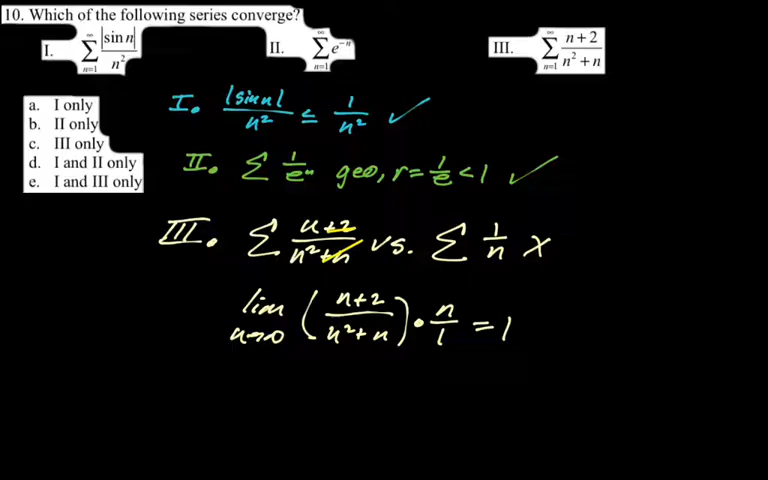 10. Which of the following series converge?
I. ∑_{n=1}^{∞} |sin n| / n²
II. ∑_{n=1}^{∞} e^{-n}
III. ∑_{n=1}^{∞} (n + 2) / (n² + n)
a. I only
b. II only
c. III only
d. I and II only
e. I and III only
I. |sin n| / n² ≤ 1 / n² ✓
II. ∑ 1 / eⁿ geo, r = 1/e < 1 ✓
III. ∑ (n+2) / (n²+n) vs. ∑ 1/n X
lim_{n→0} ( (n+2) / (n²+n) ) · n/1 = 1